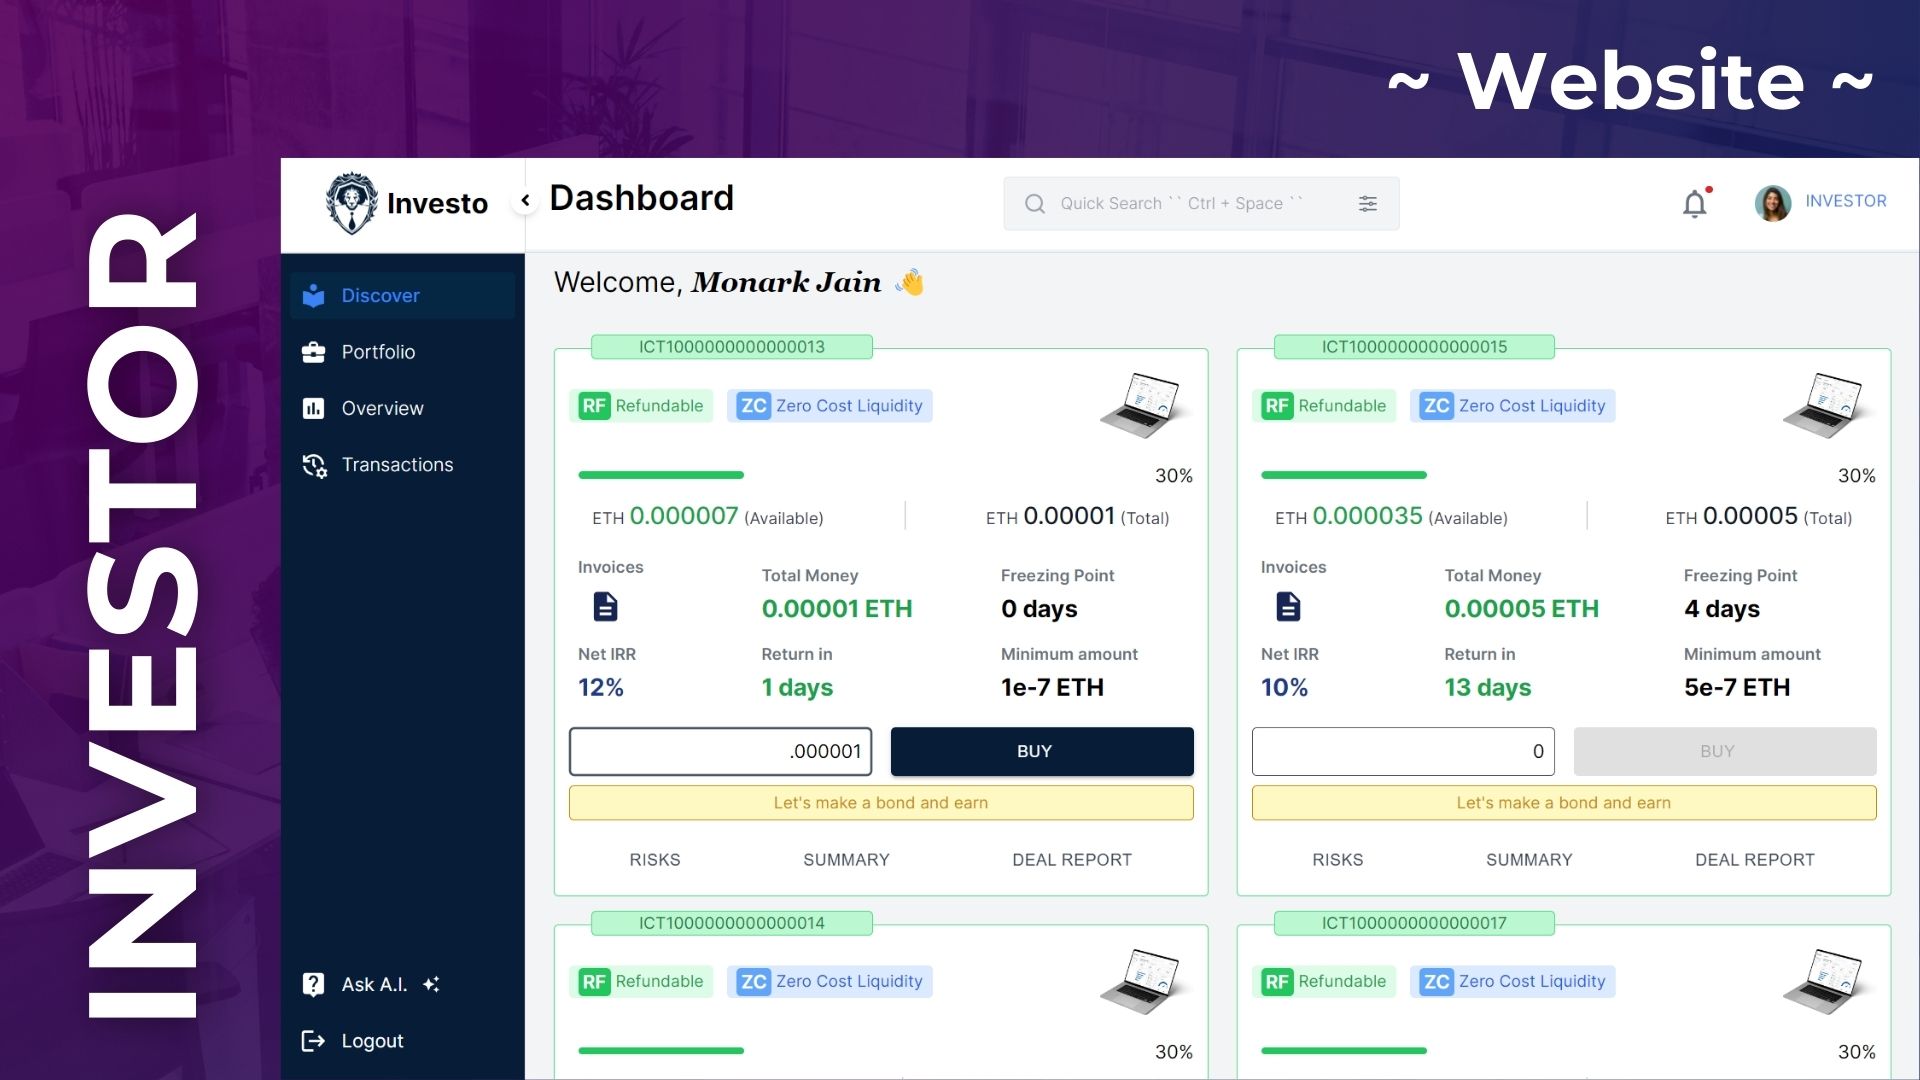 ~ Website ~
INVESTOR
Investo
Dashboard
Quick Search `` Ctrl + Space ``
INVESTOR
Discover
Portfolio
Overview
Transactions
Ask A.I.
Logout
Welcome, Monark Jain 👋
ICT1000000000000013
RF Refundable
ZC Zero Cost Liquidity
30%
ETH 0.000007 (Available)
ETH 0.00001 (Total)
Invoices
Total Money
Freezing Point
0.00001 ETH
0 days
Net IRR
Return in
Minimum amount
12%
1 days
1e-7 ETH
.000001
BUY
Let's make a bond and earn
RISKS
SUMMARY
DEAL REPORT
ICT1000000000000015
RF Refundable
ZC Zero Cost Liquidity
30%
ETH 0.000035 (Available)
ETH 0.00005 (Total)
Invoices
Total Money
Freezing Point
0.00005 ETH
4 days
Net IRR
Return in
Minimum amount
10%
13 days
5e-7 ETH
0
BUY
Let's make a bond and earn
RISKS
SUMMARY
DEAL REPORT
ICT1000000000000014
RF Refundable
ZC Zero Cost Liquidity
30%
ICT1000000000000017
RF Refundable
ZC Zero Cost Liquidity
30%